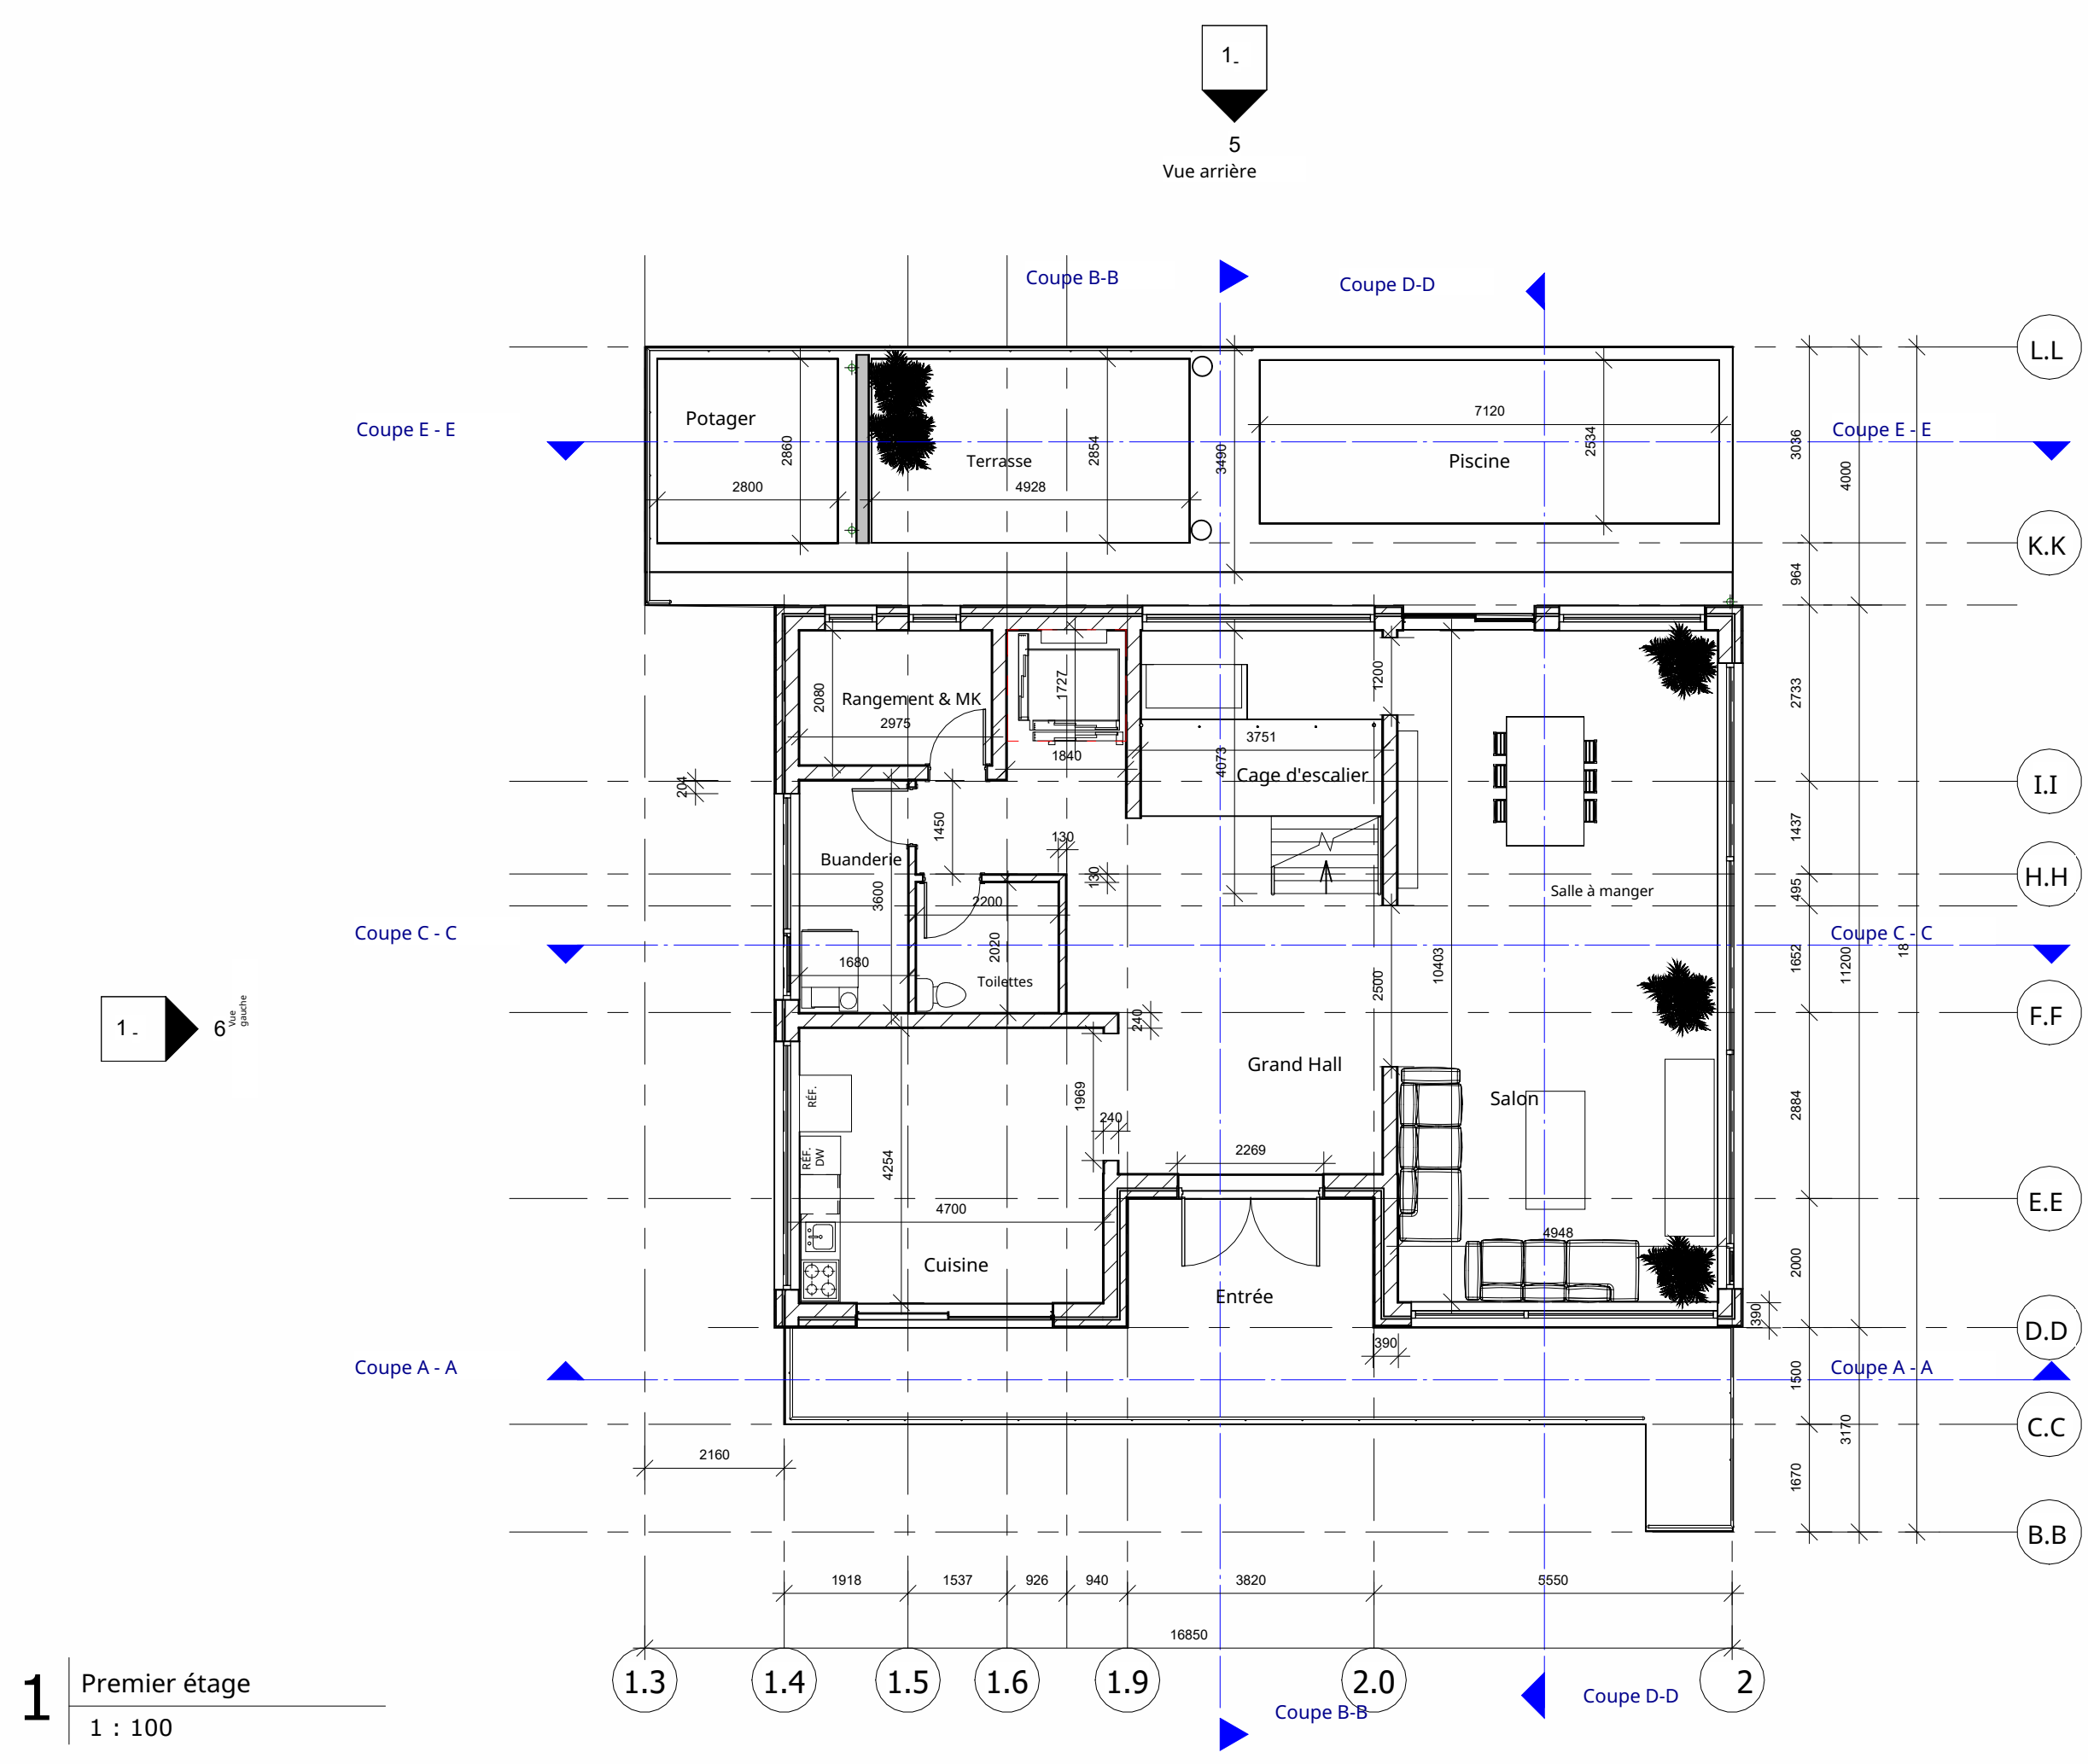 1-
5
Vue arrière
Coupe B-B
Coupe D-D
L.L
Potager
2860
2800
Terrasse
2854
4928
3490
7120
2534
Piscine
Coupe E - E
Coupe E - E
3036
4000
K.K
964
Rangement & MK
2080
2975
1727
1840
3751
4073
Cage d'escalier
1200
2733
204
I.I
1450
130
130
Buanderie
3600
2200
2020
Toilettes
1680
Salle à manger
1437
H.H
495
Coupe C - C
Coupe C - C
1652
11200
18
10403
2500
1 -
6
Vue
gauche
240
F.F
Grand Hall
Salon
RÉF.
1969
240
2884
RÉF.
DW
4254
2269
4700
E.E
4948
Cuisine
Entrée
2000
390
390
D.D
Coupe A - A
Coupe A - A
1500
C.C
3170
2160
1670
B.B
1918
1537
926
940
3820
5550
16850
1.3
1.4
1.5
1.6
1.9
2.0
2
Coupe B-B
Coupe D-D
1
Premier étage
1 : 100